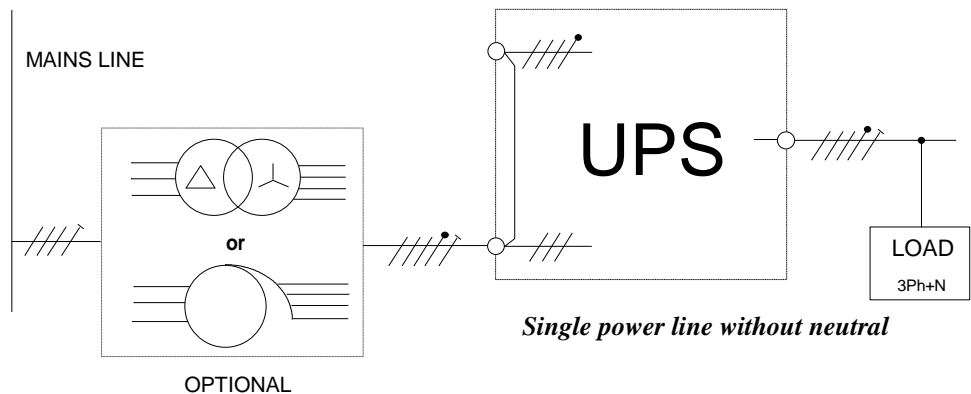 MAINS LINE
UPS
or
LOAD
3Ph+N
Single power line without neutral
OPTIONAL